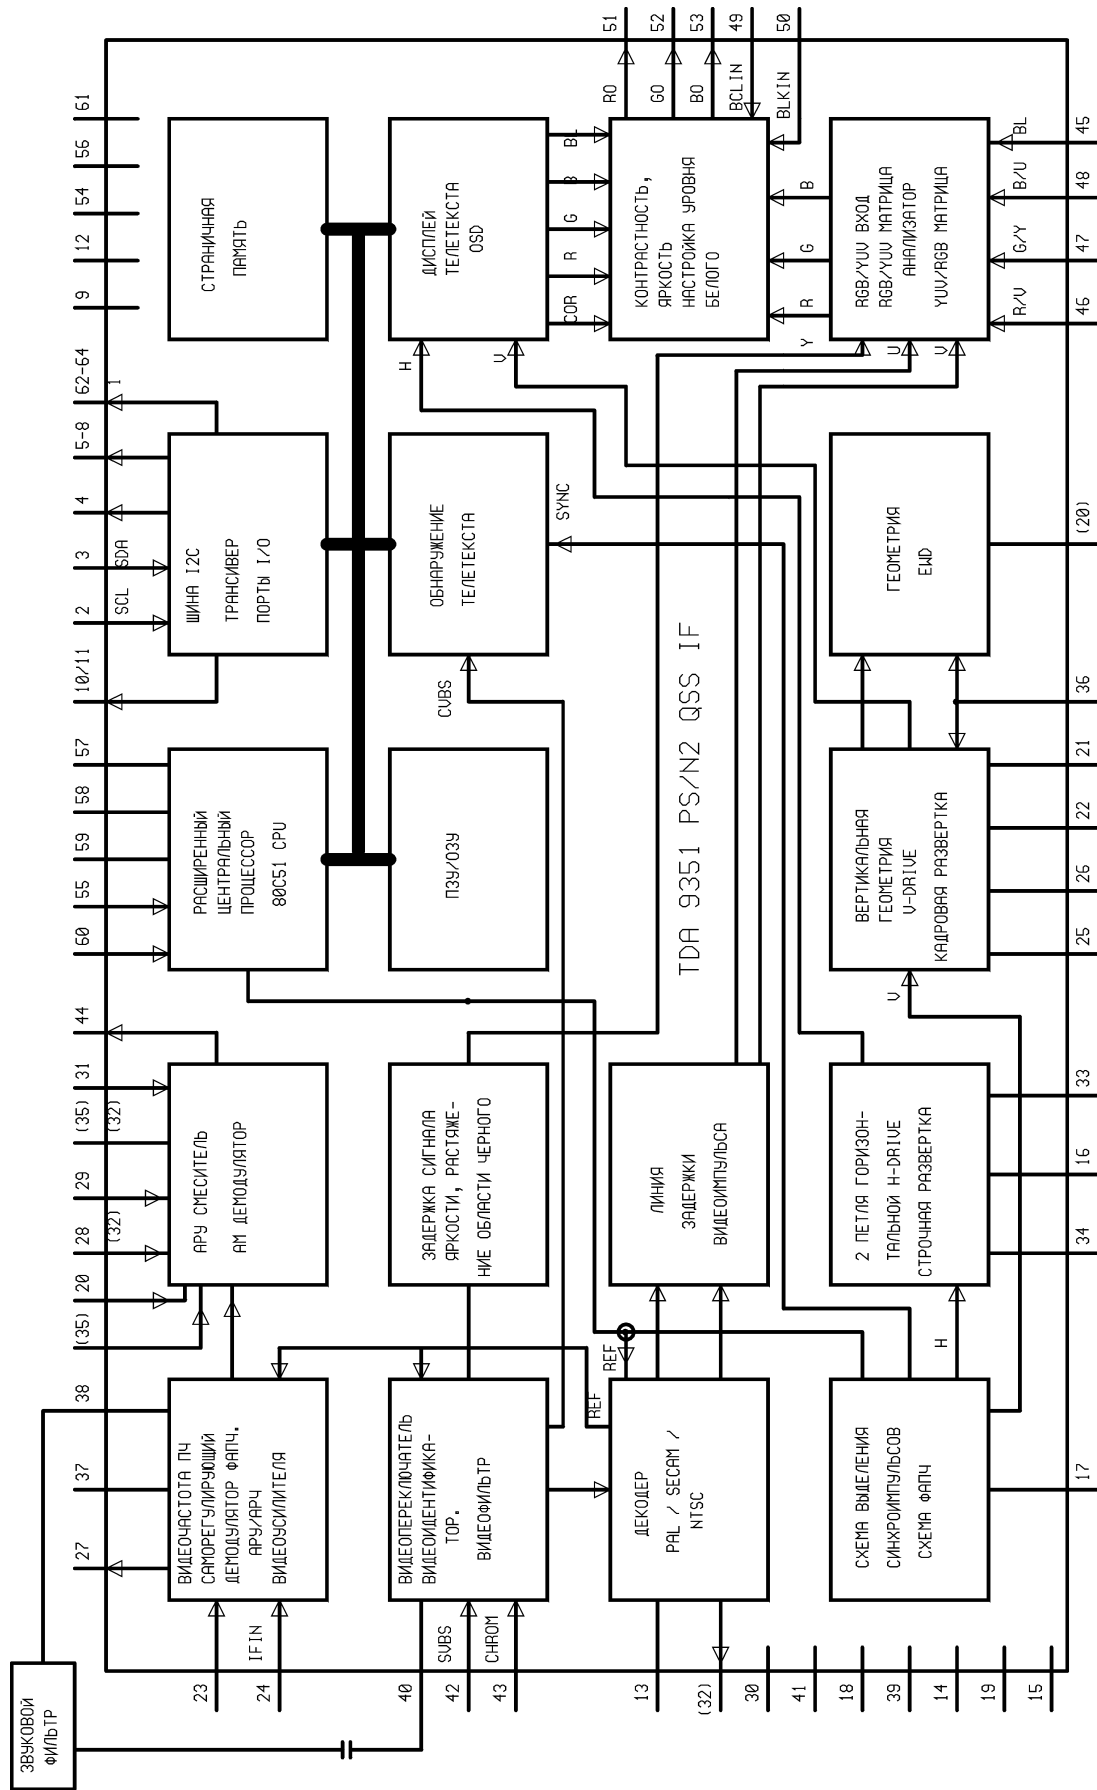 ЗВУКОВОЙ
ФИЛЬТР
27
37
38
(35)
20
28
29
(35)
31
44
60
55
59
58
57
10/11
2
3
4
5-8
62-64
9
12
54
56
61
(32)
(32)
SCL
SDA
1
23
IFIN
24
ВИДЕОЧАСТОТА ПЧ
САМОРЕГУЛИРУЮЩИЙ
ДЕМОДУЛЯТОР ФАПЧ.
АРУ/АРЧ
ВИДЕОУСИЛИТЕЛЯ
АРУ СМЕСИТЕЛЬ
АМ ДЕМОДУЛЯТОР
РАСШИРЕННЫЙ
ЦЕНТРАЛЬНЫЙ
ПРОЦЕССОР
80C51 CPU
ШИНА I2C
ТРАНСИВЕР
ПОРТЫ I/O
СТРАНИЧНАЯ
ПАМЯТЬ
40
SVBS
42
CHROM
43
ВИДЕОПЕРЕКЛЮЧАТЕЛЬ
ВИДЕОИДЕНТИФИКА-
ТОР.
ВИДЕОФИЛЬТР
ЗАДЕРЖКА СИГНАЛА
ЯРКОСТИ, РАСТЯЖЕ-
НИЕ ОБЛАСТИ ЧЕРНОГО
ПЗУ/ОЗУ
CVBS
ОБНАРУЖЕНИЕ
ТЕЛЕТЕКСТА
SYNC
H
V
ДИСПЛЕЙ
ТЕЛЕТЕКСТА
OSD
COR
R
G
B
BL
REF
REF
13
(32)
30
41
ДЕКОДЕР
PAL / SECAM /
NTSC
ЛИНИЯ
ЗАДЕРЖКИ
ВИДЕОИМПУЛЬСА
TDA 9351 PS/N2 QSS IF
КОНТРАСТНОСТЬ,
ЯРКОСТЬ
НАСТРОЙКА УРОВНЯ
БЕЛОГО
RO
51
GO
52
BO
53
BCLIN
49
BLKIN
50
Y
R
G
B
U
V
18
39
14
19
15
СХЕМА ВЫДЕЛЕНИЯ
СИНХРОИМПУЛЬСОВ
СХЕМА ФАПЧ
H
2 ПЕТЛЯ ГОРИЗОН-
ТАЛЬНОЙ H-DRIVE
СТРОЧНАЯ РАЗВЕРТКА
V
ВЕРТИКАЛЬНАЯ
ГЕОМЕТРИЯ
V-DRIVE
КАДРОВАЯ РАЗВЕРТКА
ГЕОМЕТРИЯ
EWD
RGB/YUV ВХОД
RGB/YUV МАТРИЦА
АНАЛИЗАТОР
YUV/RGB МАТРИЦА
R/V
G/Y
B/U
BL
17
34
16
33
25
26
22
21
36
(20)
46
47
48
45